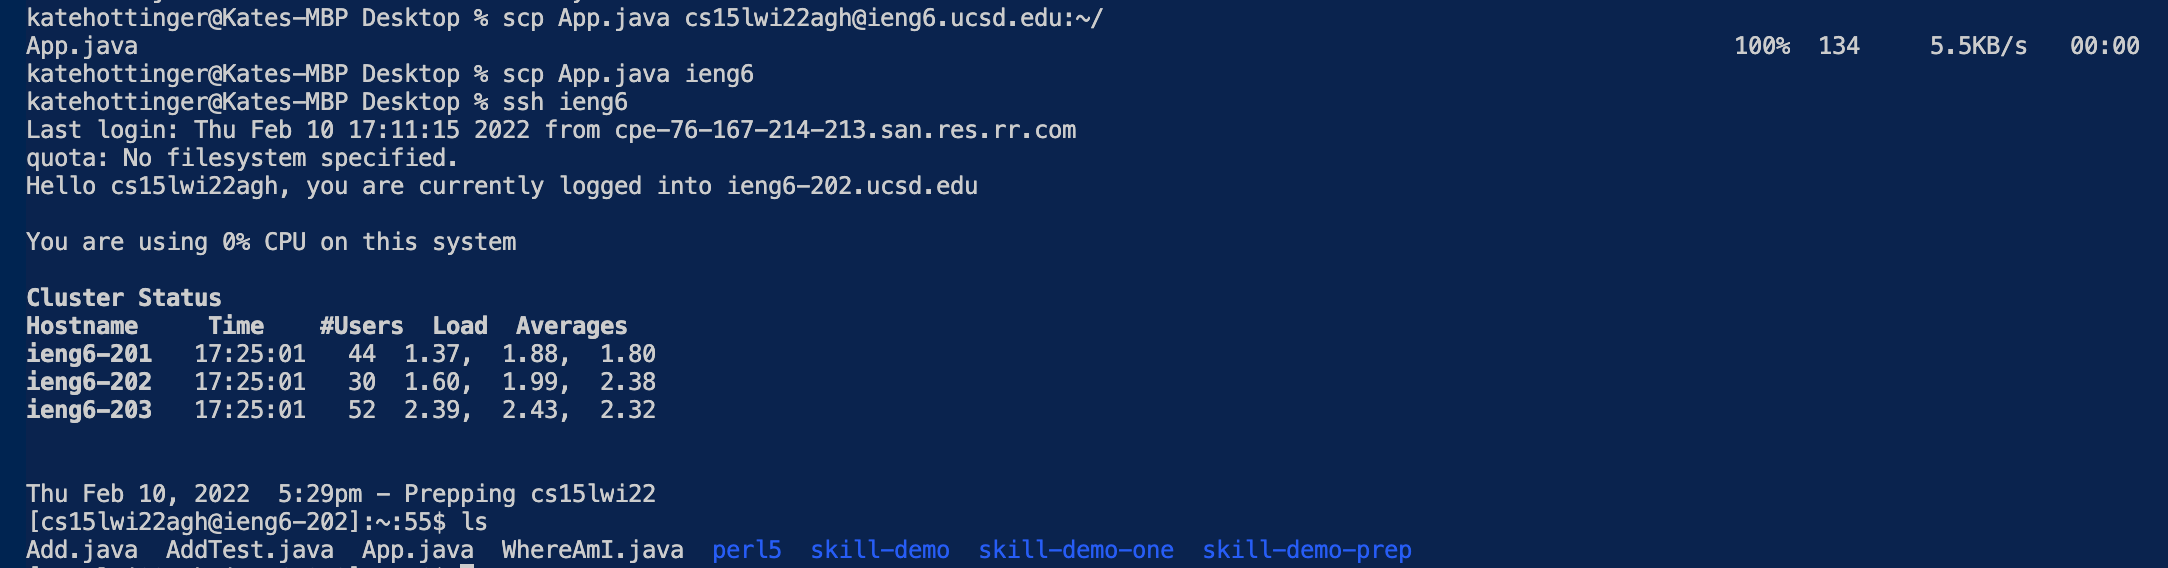 katehottinger@Kates-MBP Desktop % scp App.java cs15lwi22agh@ieng6.ucsd.edu:~/
App.java 100% 134 5.5KB/s 00:00
katehottinger@Kates-MBP Desktop % scp App.java ieng6
katehottinger@Kates-MBP Desktop % ssh ieng6
Last login: Thu Feb 10 17:11:15 2022 from cpe-76-167-214-213.san.res.rr.com
quota: No filesystem specified.
Hello cs15lwi22agh, you are currently logged into ieng6-202.ucsd.edu
You are using 0% CPU on this system
Cluster Status
Hostname Time #Users Load Averages
ieng6-201 17:25:01 44 1.37, 1.88, 1.80
ieng6-202 17:25:01 30 1.60, 1.99, 2.38
ieng6-203 17:25:01 52 2.39, 2.43, 2.32
Thu Feb 10, 2022 5:29pm - Prepping cs15lwi22
[cs15lwi22agh@ieng6-202]:~:55$ ls
Add.java AddTest.java App.java WhereAmI.java perl5 skill-demo skill-demo-one skill-demo-prep